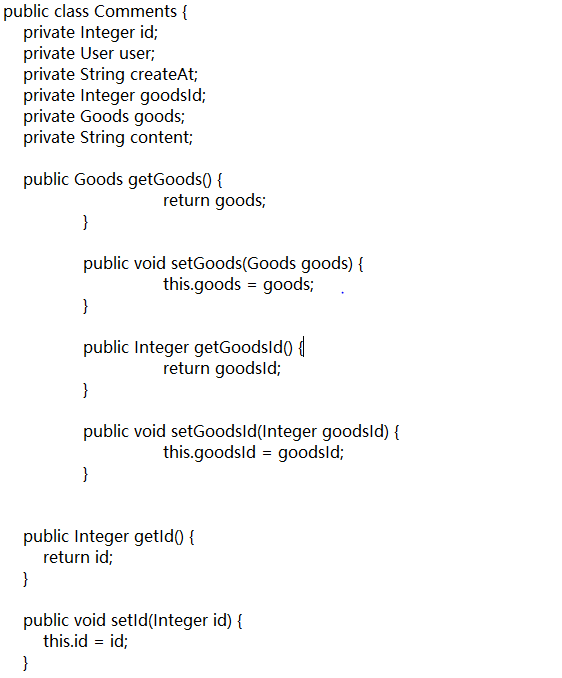 public class Comments {
private Integer id;
private User user;
private String createAt;
private Integer goodsId;
private Goods goods;
private String content;
public Goods getGoods() {
return goods;
}
public void setGoods(Goods goods) {
this.goods = goods;
}
public Integer getGoodsId() {
return goodsId;
}
public void setGoodsId(Integer goodsId) {
this.goodsId = goodsId;
}
public Integer getId() {
return id;
}
public void setId(Integer id) {
this.id = id;
}